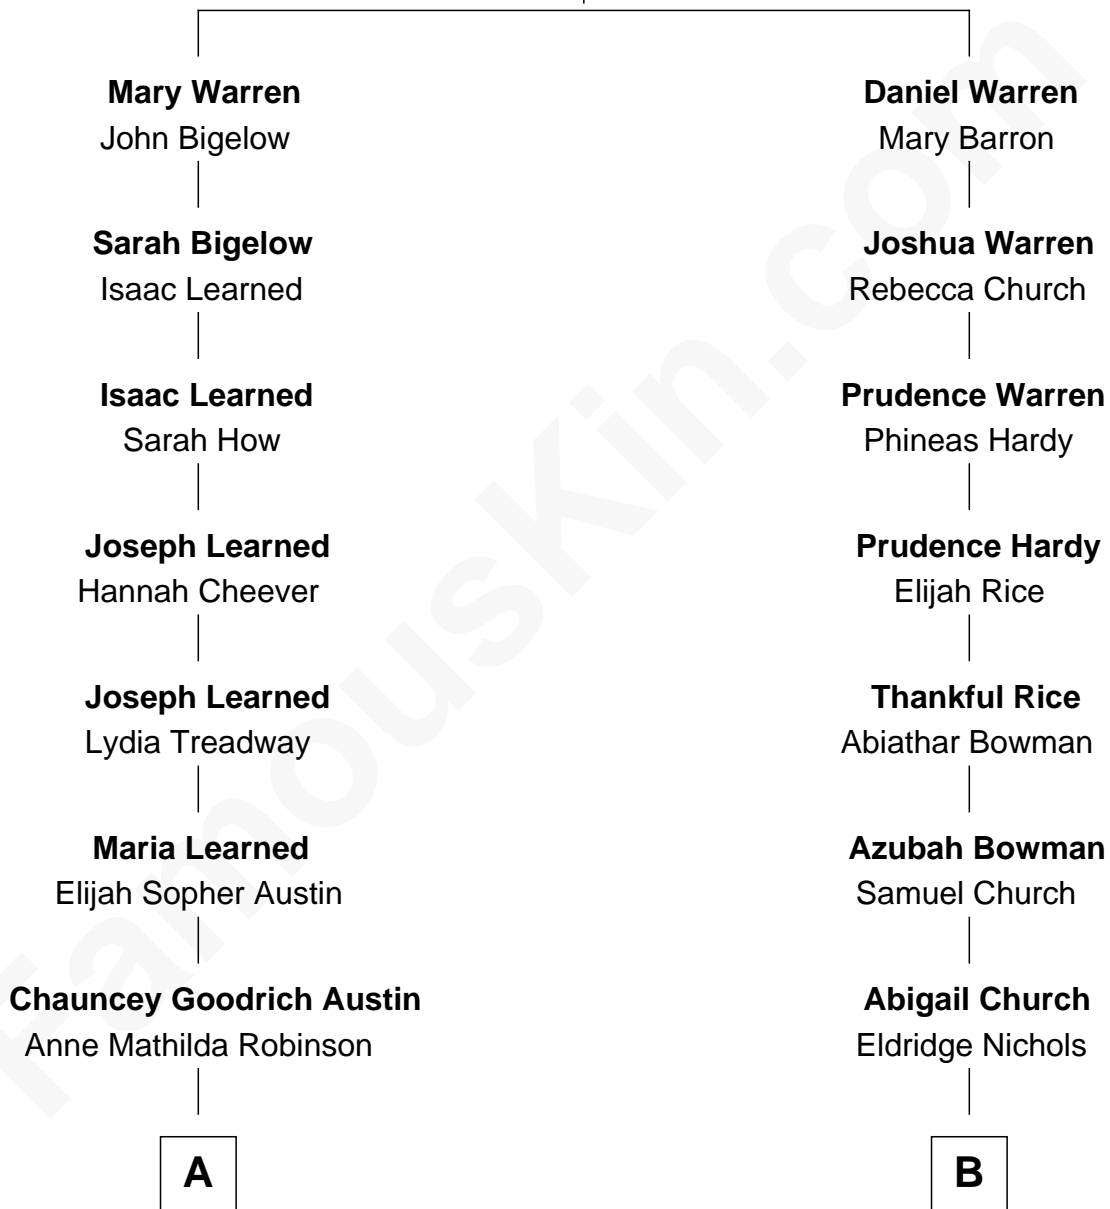 Mary Warren
John Bigelow
Sarah Bigelow
Isaac Learned
Isaac Learned
Sarah How
Joseph Learned
Hannah Cheever
Joseph Learned
Lydia Treadway
Maria Learned
Elijah Sopher Austin
Chauncey Goodrich Austin
Anne Mathilda Robinson
A
Daniel Warren
Mary Barron
Joshua Warren
Rebecca Church
Prudence Warren
Phineas Hardy
Prudence Hardy
Elijah Rice
Thankful Rice
Abiathar Bowman
Azubah Bowman
Samuel Church
Abigail Church
Eldridge Nichols
B
FamousKin.com